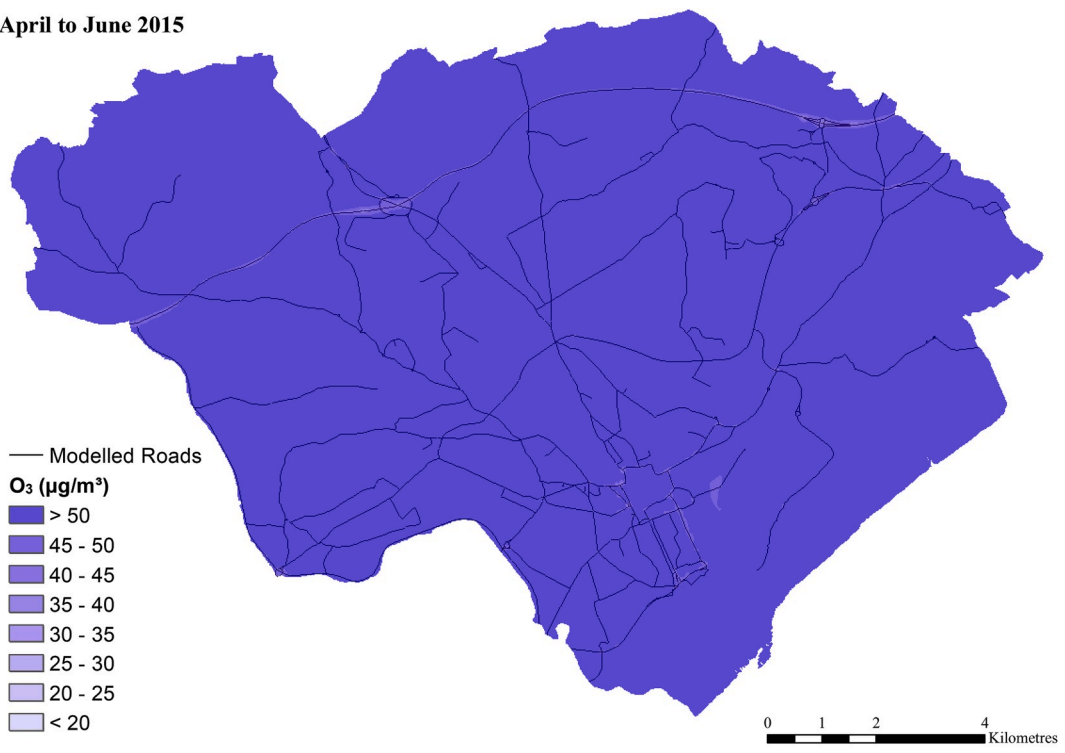 April to June 2015
Modelled Roads
O₃ (µg/m³)
> 50
45 - 50
40 - 45
35 - 40
30 - 35
25 - 30
20 - 25
< 20
0 1 2 4
Kilometres